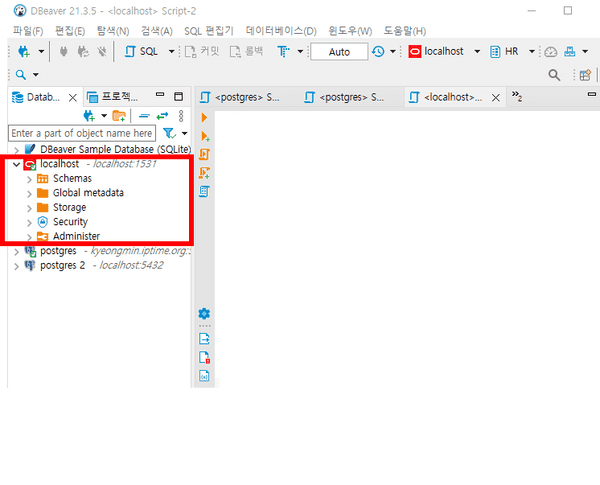 DBeaver 21.3.5 - <localhost> Script-2
파일(F) 편집(E) 탐색(N) 검색(A) SQL 편집기 데이터베이스(D) 윈도우(W) 도움말(H)
SQL 커밋 롤백 Auto localhost HR
Datab... 프로젝... <postgres> S... <postgres> S... <localhost>... »2
Enter a part of object name here
DBeaver Sample Database (SQLite)
localhost - localhost:1531
Schemas
Global metadata
Storage
Security
Administer
postgres - kyeongmin.iptime.org:
postgres 2 - localhost:5432